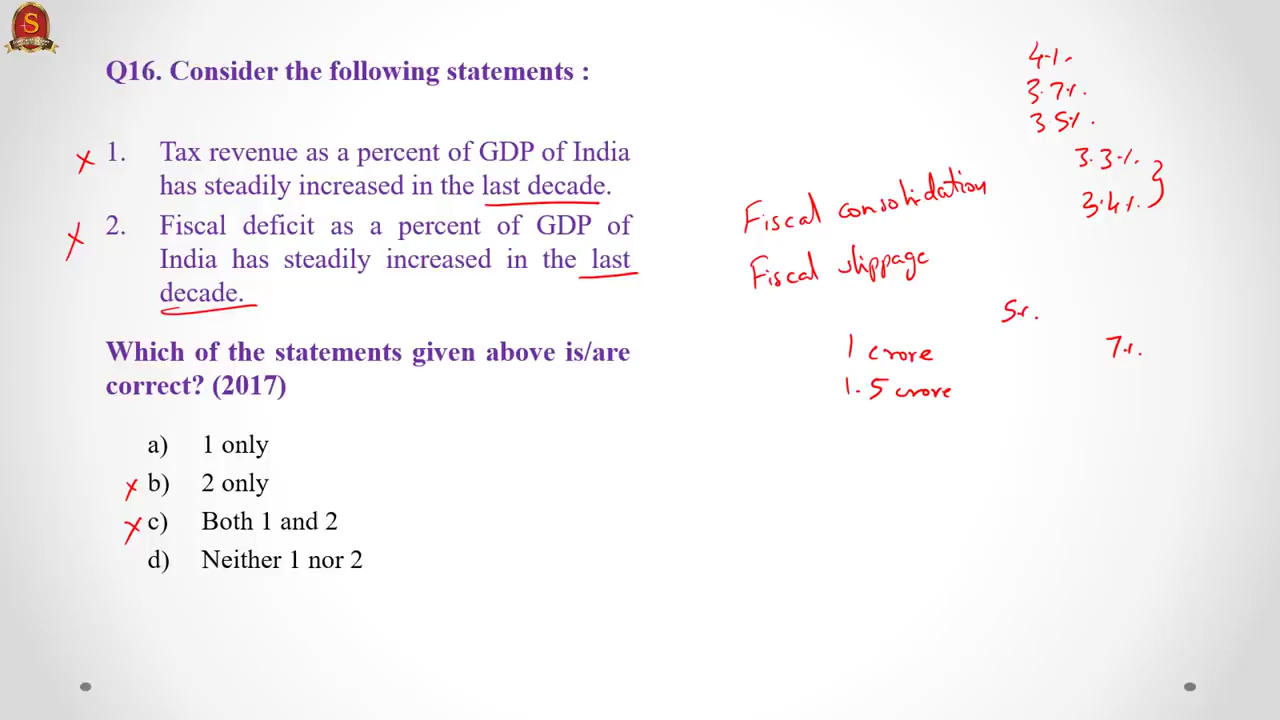 S
Q16. Consider the following statements :
1. Tax revenue as a percent of GDP of India
has steadily increased in the last decade.
2. Fiscal deficit as a percent of GDP of
India has steadily increased in the last
decade.
Which of the statements given above is/are
correct? (2017)
a) 1 only
b) 2 only
c) Both 1 and 2
d) Neither 1 nor 2
4%.
3.7%.
3.5%.
3.3%.
3.4%.
Fiscal consolidation
Fiscal slippage
5%.
1 crore
7%.
1.5 crore